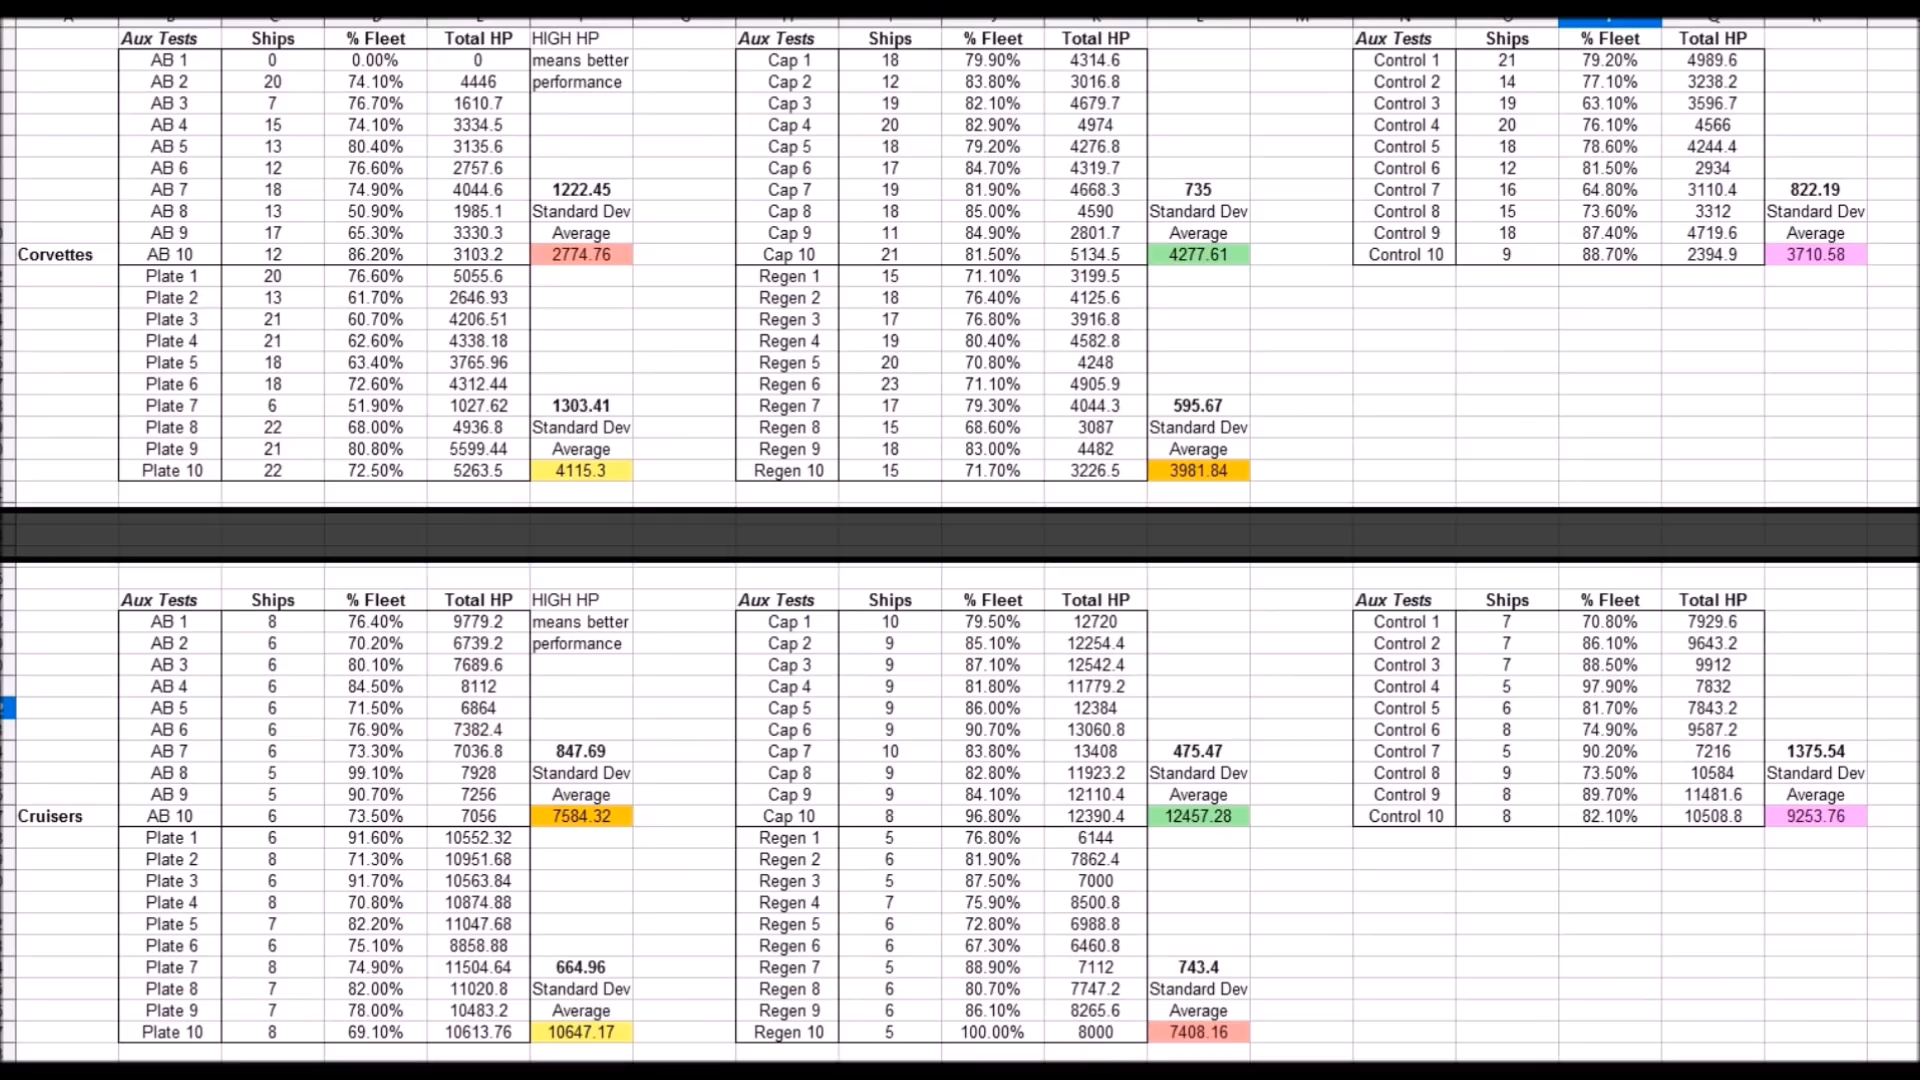 Aux Tests Ships % Fleet Total HP HIGH HP Aux Tests Ships % Fleet Total HP Aux Tests Ships % Fleet Total HP
AB 1 0 0.00% 0 means better Cap 1 18 79.90% 4314.6 Control 1 21 79.20% 4989.6
AB 2 20 74.10% 4446 performance Cap 2 12 83.80% 3016.8 Control 2 14 77.10% 3238.2
AB 3 7 76.70% 1610.7 Cap 3 19 82.10% 4679.7 Control 3 19 63.10% 3596.7
AB 4 15 74.10% 3334.5 Cap 4 20 82.90% 4974 Control 4 20 76.10% 4566
AB 5 13 80.40% 3135.6 Cap 5 18 79.20% 4276.8 Control 5 18 78.60% 4244.4
AB 6 12 76.60% 2757.6 Cap 6 17 84.70% 4319.7 Control 6 12 81.50% 2934
AB 7 18 74.90% 4044.6 1222.45 Cap 7 19 81.90% 4668.3 735 Control 7 16 64.80% 3110.4 822.19
AB 8 13 50.90% 1985.1 Standard Dev Cap 8 18 85.00% 4590 Standard Dev Control 8 15 73.60% 3312 Standard Dev
AB 9 17 65.30% 3330.3 Average Cap 9 11 84.90% 2801.7 Average Control 9 18 87.40% 4719.6 Average
Corvettes AB 10 12 86.20% 3103.2 2774.76 Cap 10 21 81.50% 5134.5 4277.61 Control 10 9 88.70% 2394.9 3710.58
Plate 1 20 76.60% 5055.6 Regen 1 15 71.10% 3199.5
Plate 2 13 61.70% 2646.93 Regen 2 18 76.40% 4125.6
Plate 3 21 60.70% 4206.51 Regen 3 17 76.80% 3916.8
Plate 4 21 62.60% 4338.18 Regen 4 19 80.40% 4582.8
Plate 5 18 63.40% 3765.96 Regen 5 20 70.80% 4248
Plate 6 18 72.60% 4312.44 Regen 6 23 71.10% 4905.9
Plate 7 6 51.90% 1027.62 1303.41 Regen 7 17 79.30% 4044.3 595.67
Plate 8 22 68.00% 4936.8 Standard Dev Regen 8 15 68.60% 3087 Standard Dev
Plate 9 21 80.80% 5599.44 Average Regen 9 18 83.00% 4482 Average
Plate 10 22 72.50% 5263.5 4115.3 Regen 10 15 71.70% 3226.5 3981.84
Aux Tests Ships % Fleet Total HP HIGH HP Aux Tests Ships % Fleet Total HP Aux Tests Ships % Fleet Total HP
AB 1 8 76.40% 9779.2 means better Cap 1 10 79.50% 12720 Control 1 7 70.80% 7929.6
AB 2 6 70.20% 6739.2 performance Cap 2 9 85.10% 12254.4 Control 2 7 86.10% 9643.2
AB 3 6 80.10% 7689.6 Cap 3 9 87.10% 12542.4 Control 3 7 88.50% 9912
AB 4 6 84.50% 8112 Cap 4 9 81.80% 11779.2 Control 4 5 97.90% 7832
AB 5 6 71.50% 6864 Cap 5 9 86.00% 12384 Control 5 6 81.70% 7843.2
AB 6 6 76.90% 7382.4 Cap 6 9 90.70% 13060.8 Control 6 8 74.90% 9587.2
AB 7 6 73.30% 7036.8 847.69 Cap 7 10 83.80% 13408 475.47 Control 7 5 90.20% 7216 1375.54
AB 8 5 99.10% 7928 Standard Dev Cap 8 9 82.80% 11923.2 Standard Dev Control 8 9 73.50% 10584 Standard Dev
AB 9 5 90.70% 7256 Average Cap 9 9 84.10% 12110.4 Average Control 9 8 89.70% 11481.6 Average
Cruisers AB 10 6 73.50% 7056 7584.32 Cap 10 8 96.80% 12390.4 12457.28 Control 10 8 82.10% 10508.8 9253.76
Plate 1 6 91.60% 10552.32 Regen 1 5 76.80% 6144
Plate 2 8 71.30% 10951.68 Regen 2 6 81.90% 7862.4
Plate 3 6 91.70% 10563.84 Regen 3 5 87.50% 7000
Plate 4 8 70.80% 10874.88 Regen 4 7 75.90% 8500.8
Plate 5 7 82.20% 11047.68 Regen 5 6 72.80% 6988.8
Plate 6 6 75.10% 8858.88 Regen 6 6 67.30% 6460.8
Plate 7 8 74.90% 11504.64 664.96 Regen 7 5 88.90% 7112 743.4
Plate 8 7 82.00% 11020.8 Standard Dev Regen 8 6 80.70% 7747.2 Standard Dev
Plate 9 7 78.00% 10483.2 Average Regen 9 6 86.10% 8265.6 Average
Plate 10 8 69.10% 10613.76 10647.17 Regen 10 5 100.00% 8000 7408.16